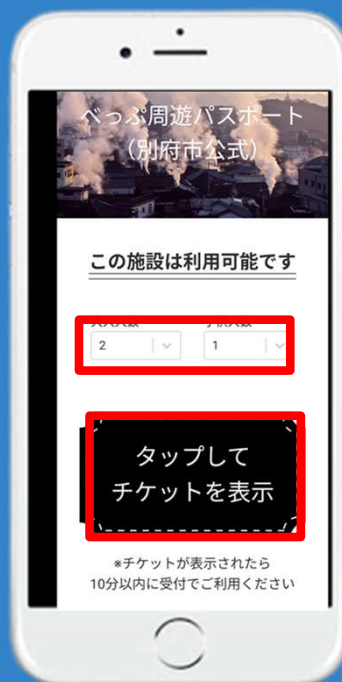 べっぷ周遊パスポート
（別府市公式）
この施設は利用可能です
2 1
タップして
チケットを表示
*チケットが表示されたら
10分以内に受付でご利用ください